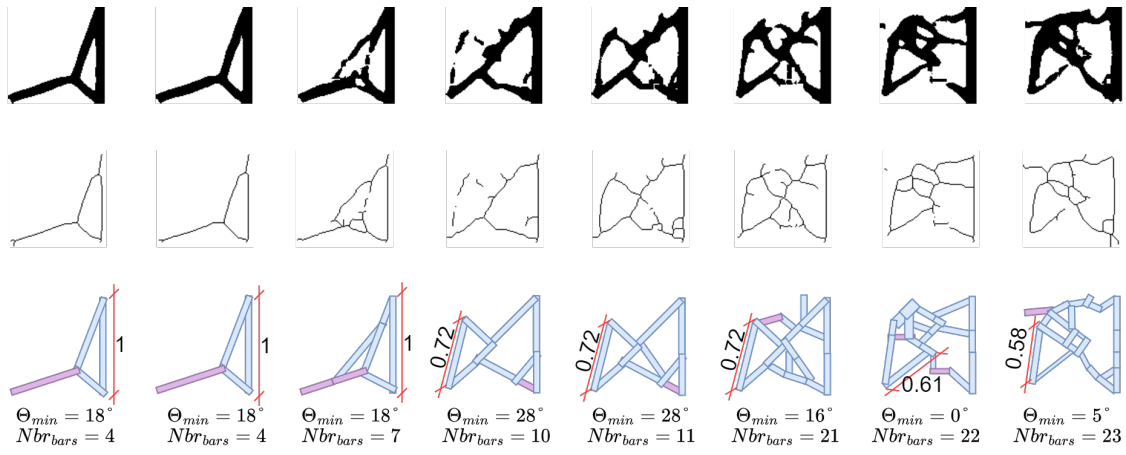 1
1
1
0.72
0.72
0.72
0.61
0.58
Θmin = 18°
Nbrbars = 4
Θmin = 18°
Nbrbars = 4
Θmin = 18°
Nbrbars = 7
Θmin = 28°
Nbrbars = 10
Θmin = 28°
Nbrbars = 11
Θmin = 16°
Nbrbars = 21
Θmin = 0°
Nbrbars = 22
Θmin = 5°
Nbrbars = 23